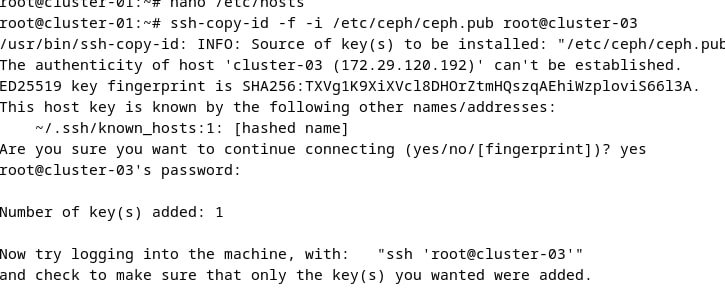 root@cluster-01:~# nano /etc/hosts
root@cluster-01:~# ssh-copy-id -f -i /etc/ceph/ceph.pub root@cluster-03
/usr/bin/ssh-copy-id: INFO: Source of key(s) to be installed: "/etc/ceph/ceph.pub
The authenticity of host 'cluster-03 (172.29.120.192)' can't be established.
ED25519 key fingerprint is SHA256:TXVg1K9XiXVcl8DHOrZtmHQszqAEhiWzploviS66l3A.
This host key is known by the following other names/addresses:
    ~/.ssh/known_hosts:1: [hashed name]
Are you sure you want to continue connecting (yes/no/[fingerprint])? yes
root@cluster-03's password:
Number of key(s) added: 1
Now try logging into the machine, with:   "ssh 'root@cluster-03'"
and check to make sure that only the key(s) you wanted were added.